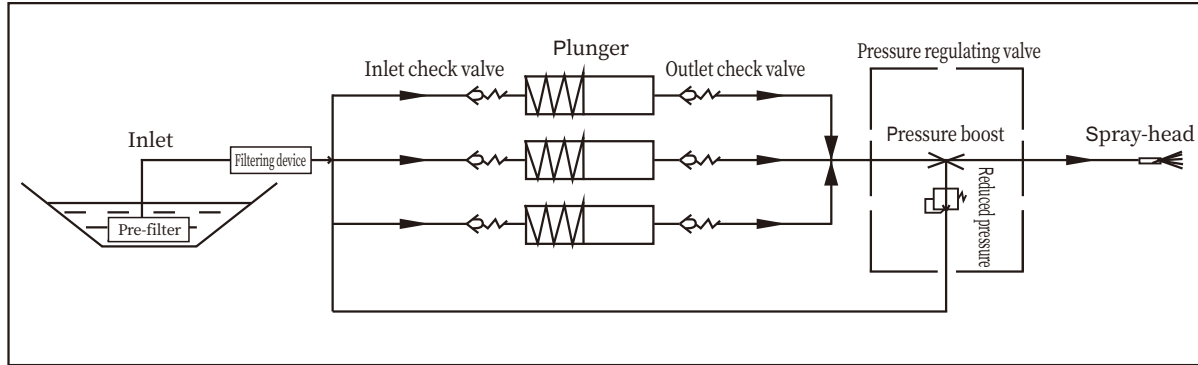 Plunger
Pressure regulating valve
Inlet check valve
Outlet check valve
Inlet
Filtering device
Pressure boost
Spray-head
Reduced pressure
Pre-filter